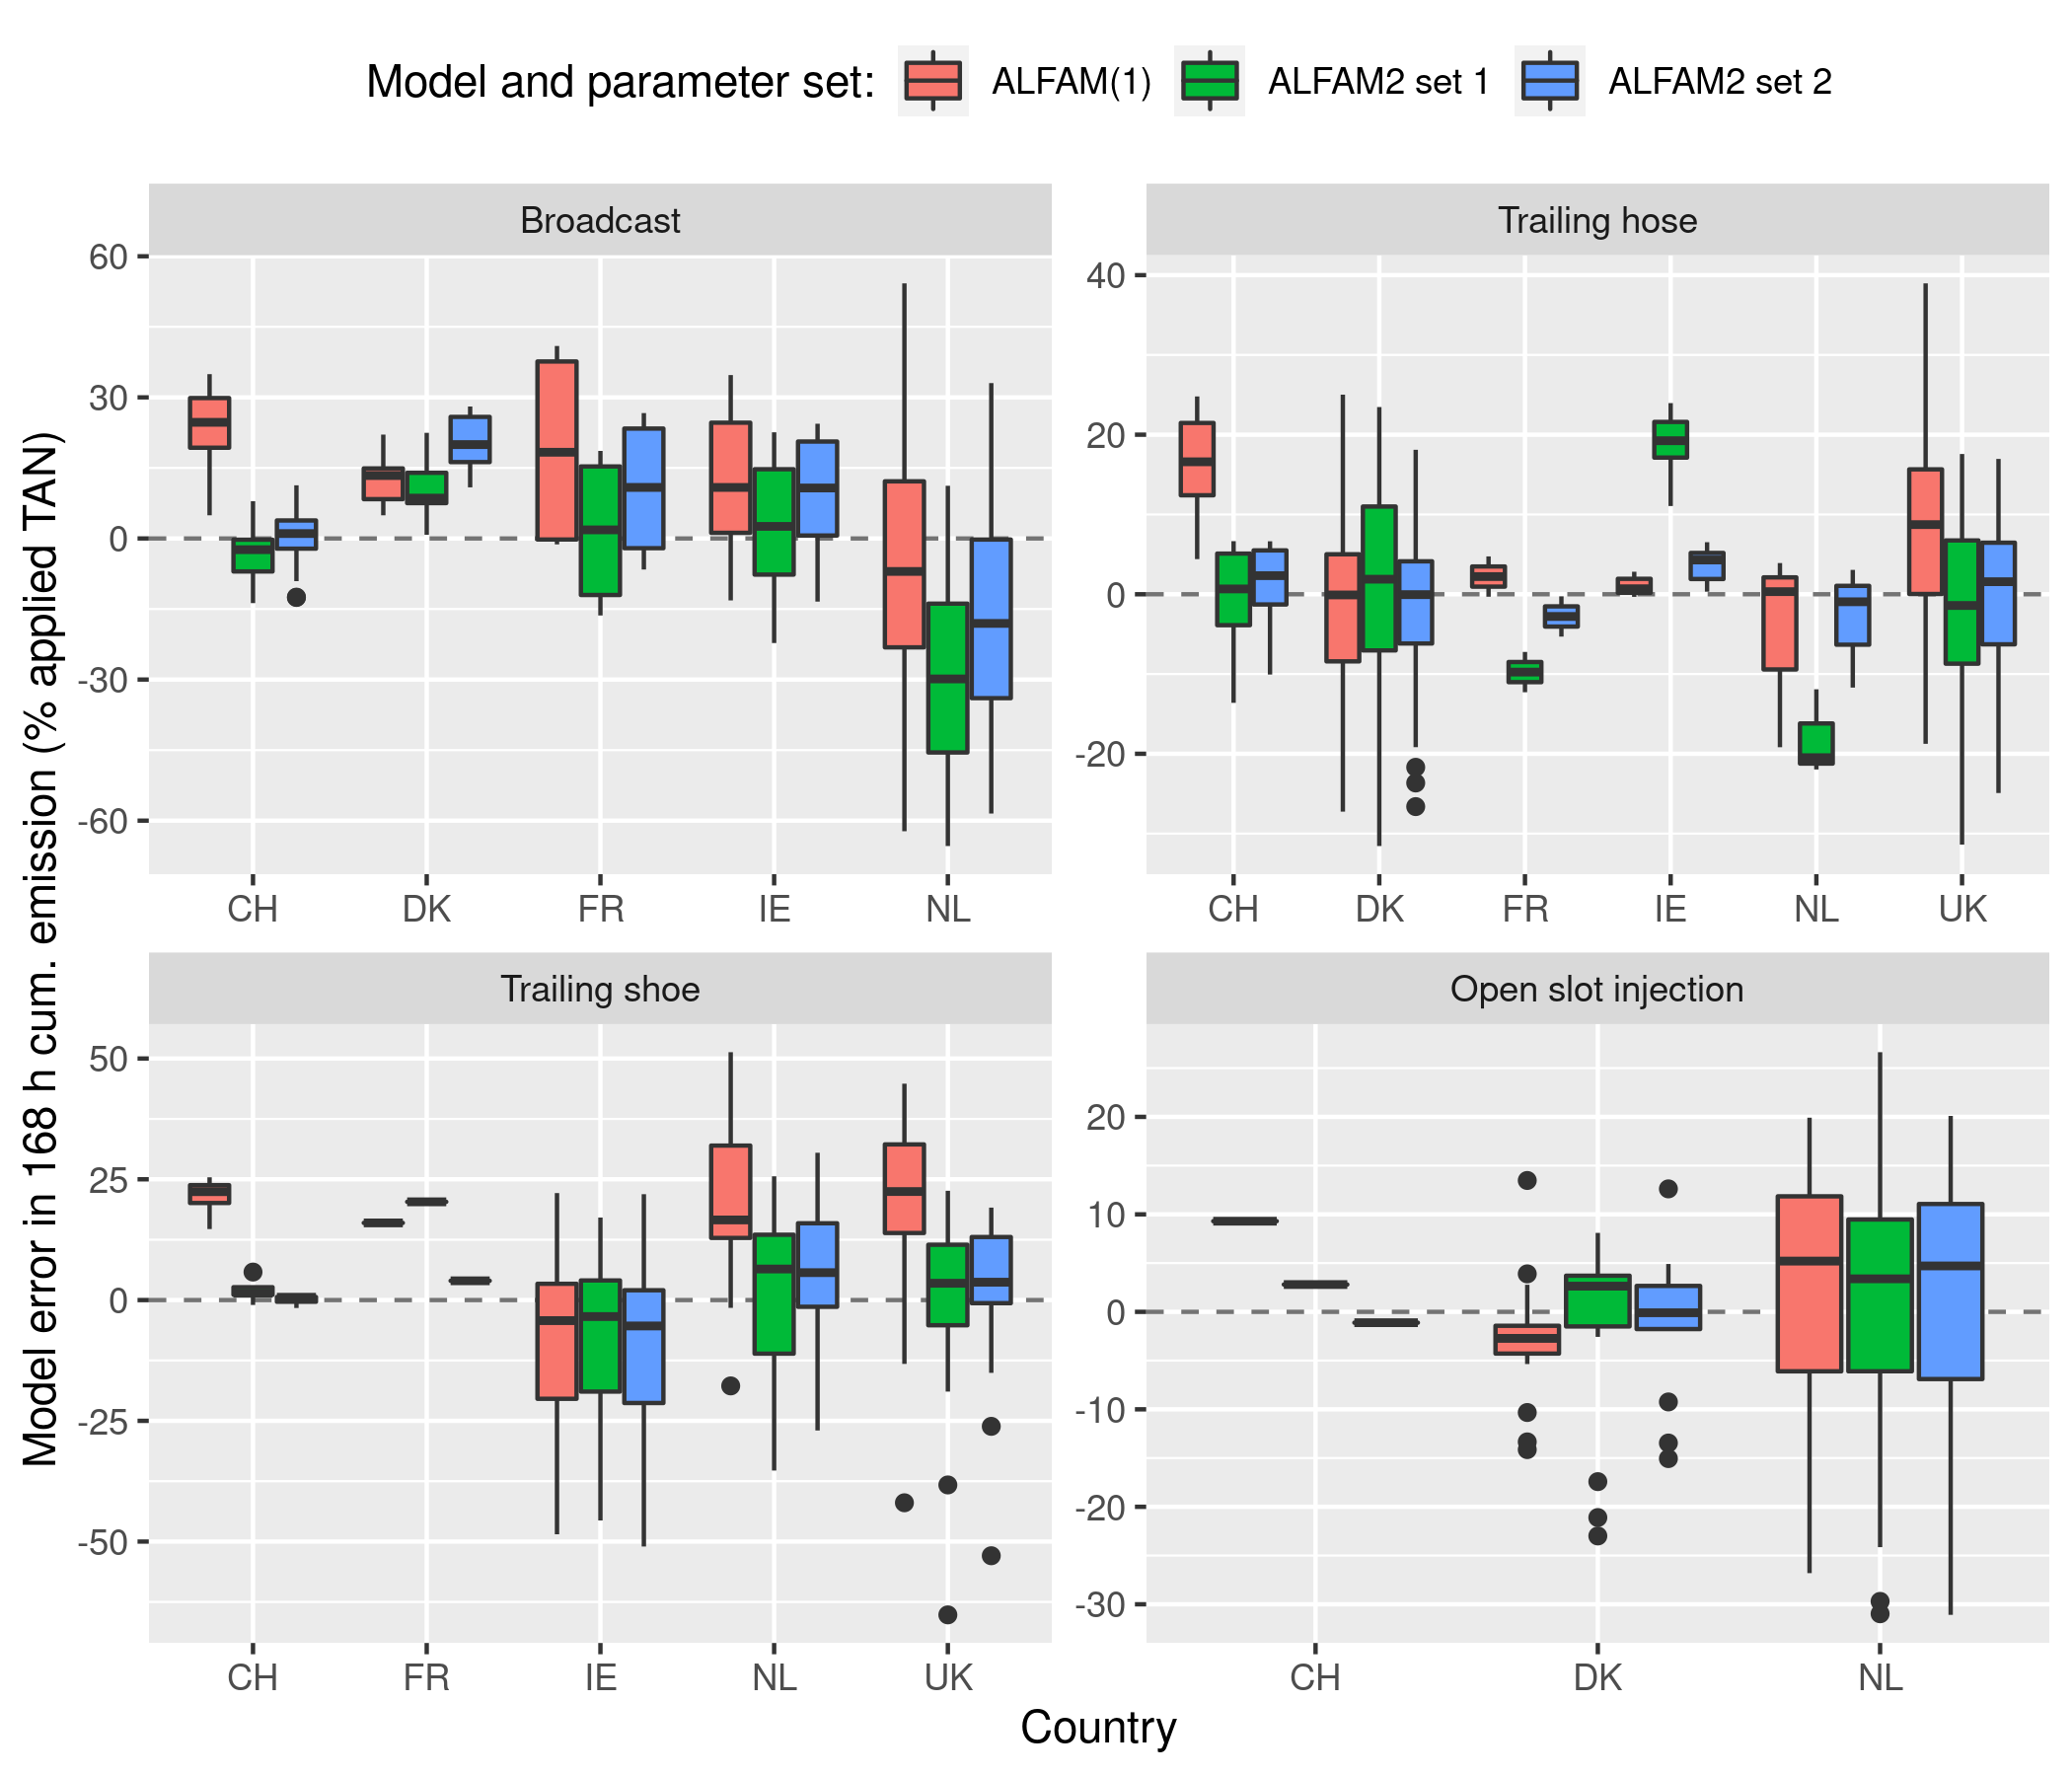 Model and parameter set: ALFAM(1) ALFAM2 set 1 ALFAM2 set 2
Model error in 168 h cum. emission (% applied TAN)
Broadcast
60
30
0
-30
-60
CH DK FR IE NL
Trailing hose
40
20
0
-20
CH DK FR IE NL UK
Trailing shoe
50
25
0
-25
-50
CH FR IE NL UK
Open slot injection
20
10
0
-10
-20
-30
CH DK NL
Country